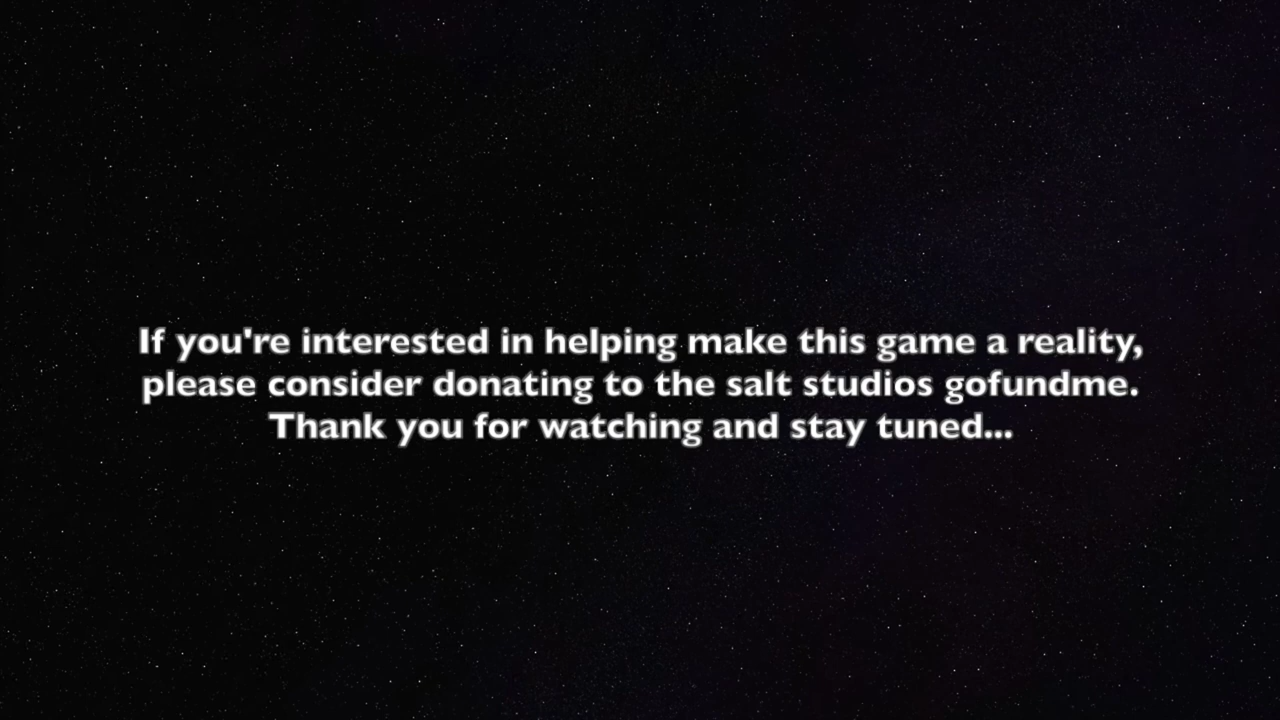 If you're interested in helping make this game a reality,
please consider donating to the salt studios gofundme.
Thank you for watching and stay tuned...